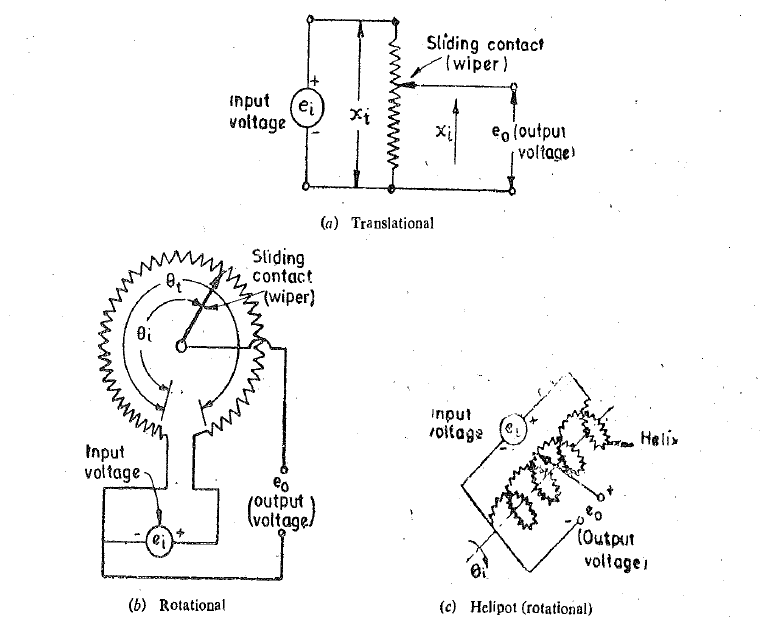 Sliding contact
(wiper)
+
Input
voltage
ei
-
xi
xi
eo (output
voltage)
(a) Translational
Sliding
contact
(wiper)
θt
θi
Input
voltage
- ei +
eo
(output
voltage)
(b) Rotational
input
voltage
ei
+
-
Helix
+
- eo
(Output
voltage)
θi
(c) Helipot (rotational)